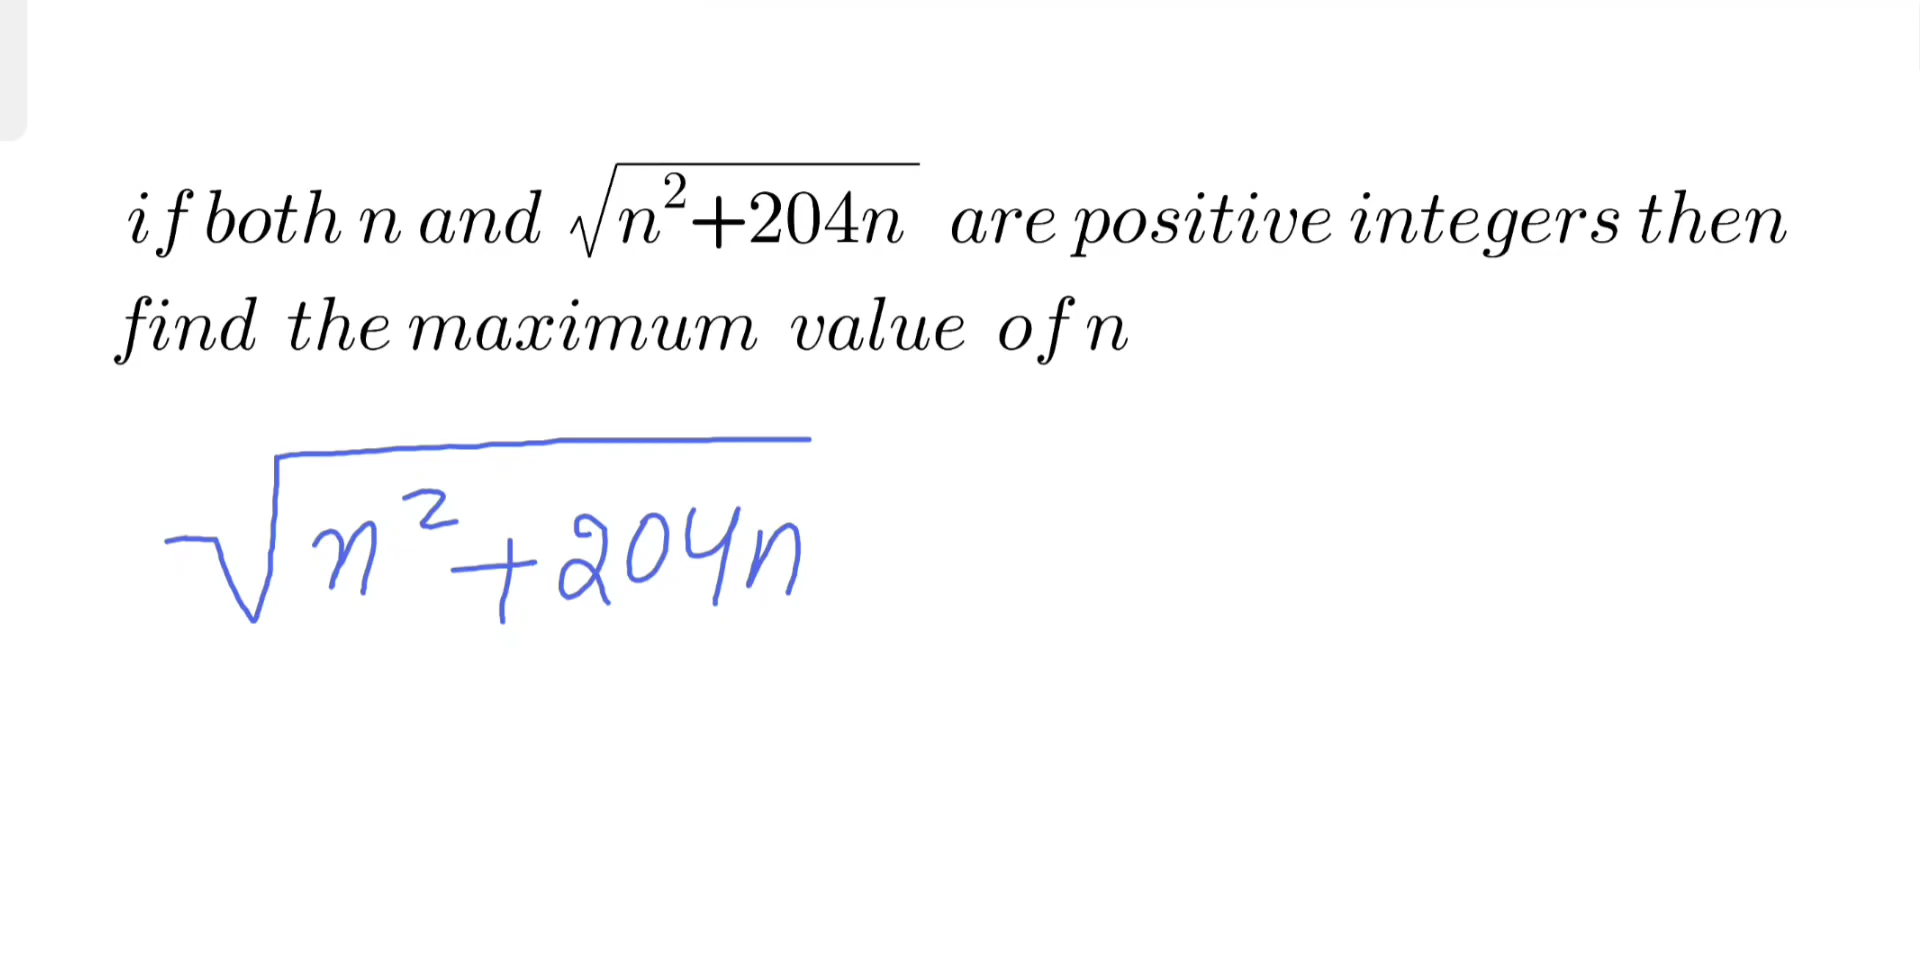 if both n and √n²+204n are positive integers then
find the maximum value of n
√n²+204n